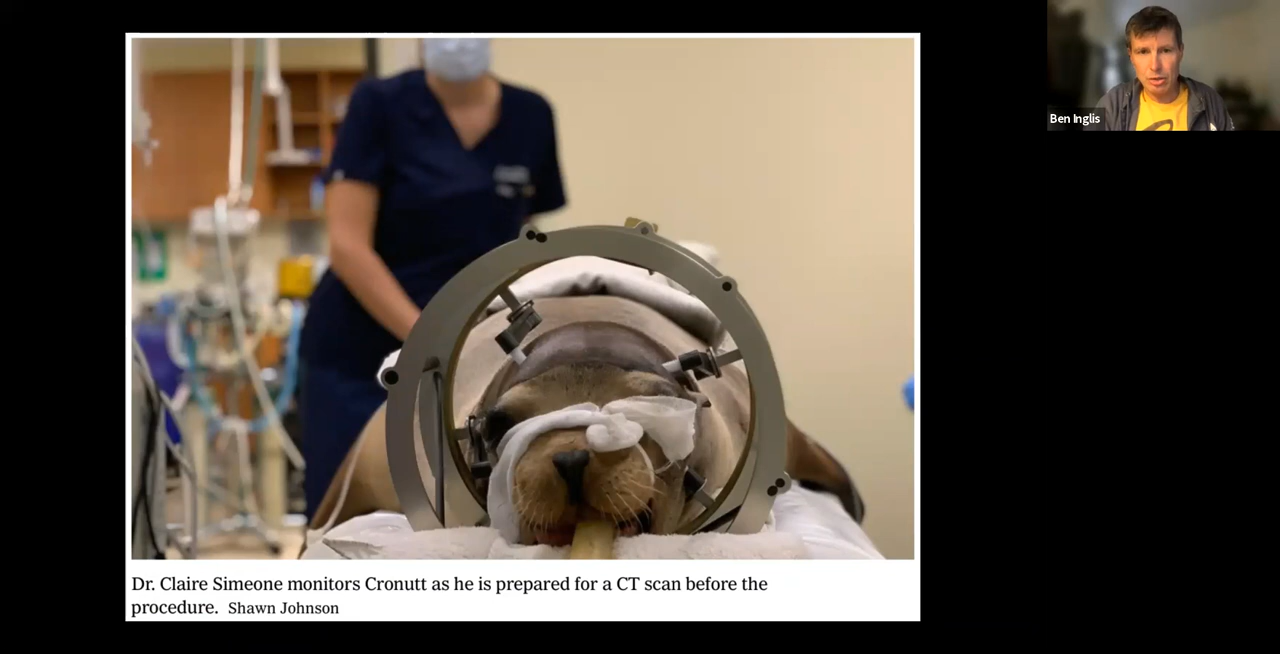 Ben Inglis
Dr. Claire Simeone monitors Cronutt as he is prepared for a CT scan before the
procedure. Shawn Johnson